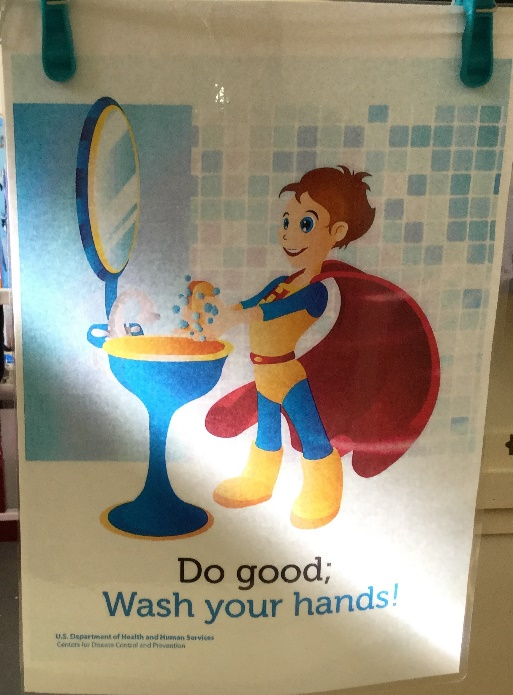 Do good;
Wash your hands!
U.S. Department of Health and Human Services
Centers for Disease Control and Prevention